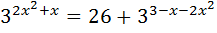 3^{2x^2+x} = 26 + 3^{3-x-2x^2}